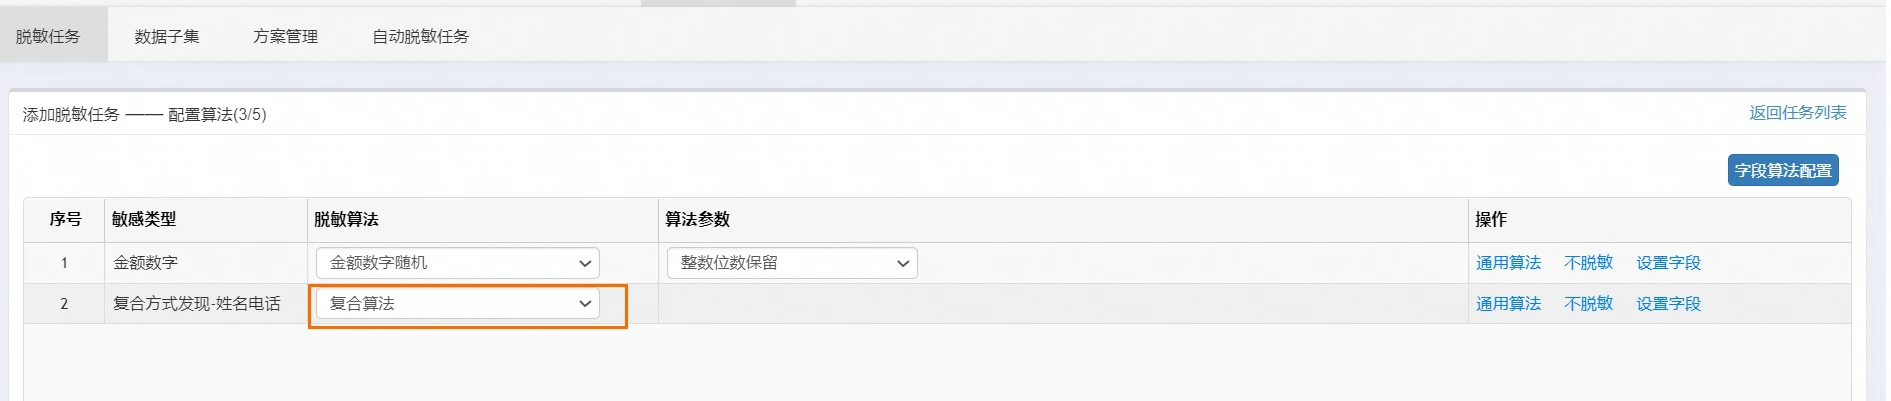 脱敏任务 数据子集 方案管理 自动脱敏任务
添加脱敏任务 —— 配置算法(3/5) 返回任务列表
字段算法配置
序号 敏感类型 脱敏算法 算法参数 操作
1 金额数字 金额数字随机 整数位数保留 通用算法 不脱敏 设置字段
2 复合方式发现-姓名电话 复合算法 通用算法 不脱敏 设置字段